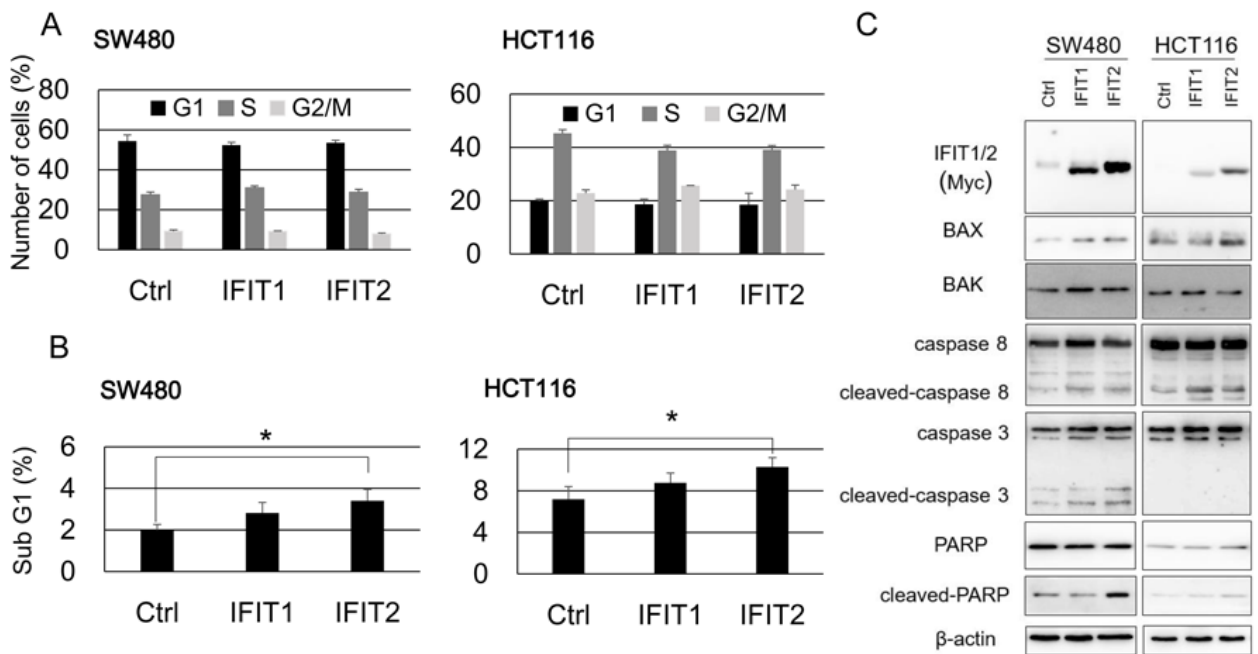 A
SW480
Number of cells (%)
80
60
40
20
0
G1 S G2/M
Ctrl IFIT1 IFIT2
HCT116
60
40
20
0
G1 S G2/M
Ctrl IFIT1 IFIT2
B
SW480
Sub G1 (%)
6
4
2
0
*
Ctrl IFIT1 IFIT2
HCT116
12
8
4
0
*
Ctrl IFIT1 IFIT2
C
SW480 HCT116
Ctrl IFIT1 IFIT2 Ctrl IFIT1 IFIT2
IFIT1/2
(Myc)
BAX
BAK
caspase 8
cleaved-caspase 8
caspase 3
cleaved-caspase 3
PARP
cleaved-PARP
β-actin